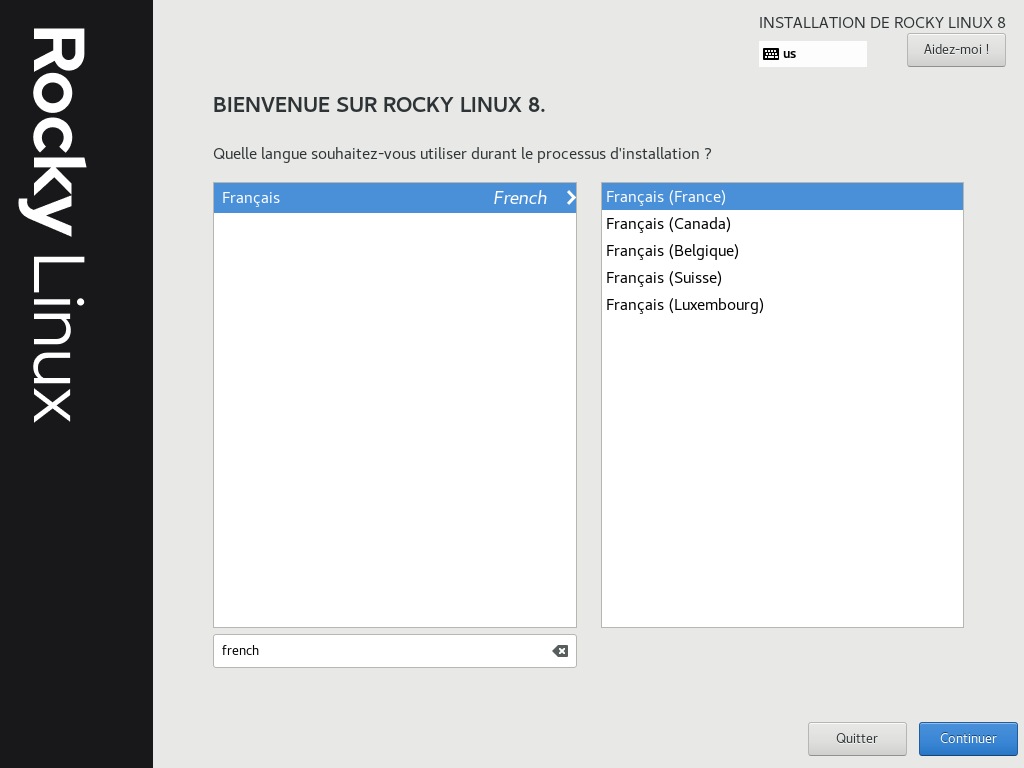 Rocky Linux
INSTALLATION DE ROCKY LINUX 8
us
Aidez-moi !
BIENVENUE SUR ROCKY LINUX 8.
Quelle langue souhaitez-vous utiliser durant le processus d'installation ?
Français French
Français (France)
Français (Canada)
Français (Belgique)
Français (Suisse)
Français (Luxembourg)
french
Quitter
Continuer